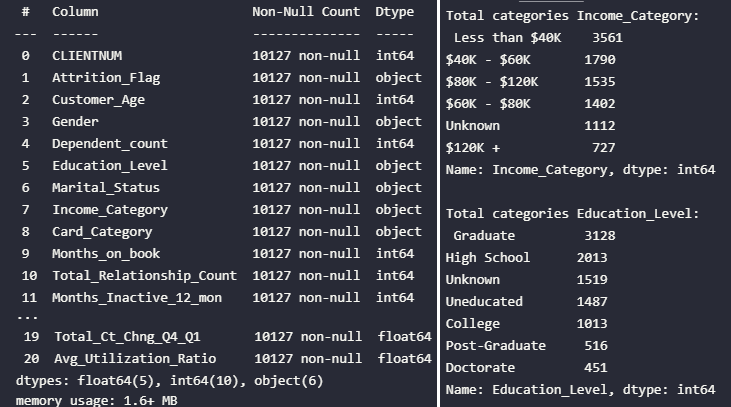 #   Column                   Non-Null Count  Dtype
---  ------                   --------------  -----
0   CLIENTNUM                10127 non-null  int64
1   Attrition_Flag           10127 non-null  object
2   Customer_Age             10127 non-null  int64
3   Gender                   10127 non-null  object
4   Dependent_count          10127 non-null  int64
5   Education_Level          10127 non-null  object
6   Marital_Status           10127 non-null  object
7   Income_Category          10127 non-null  object
8   Card_Category            10127 non-null  object
9   Months_on_book           10127 non-null  int64
10  Total_Relationship_Count 10127 non-null  int64
11  Months_Inactive_12_mon   10127 non-null  int64
...
19  Total_Ct_Chng_Q4_Q1      10127 non-null  float64
20  Avg_Utilization_Ratio    10127 non-null  float64
dtypes: float64(5), int64(10), object(6)
memory usage: 1.6+ MB
Total categories Income_Category:
Less than $40K    3561
$40K - $60K       1790
$80K - $120K      1535
$60K - $80K       1402
Unknown           1112
$120K +            727
Name: Income_Category, dtype: int64
Total categories Education_Level:
Graduate         3128
High School      2013
Unknown          1519
Uneducated       1487
College          1013
Post-Graduate     516
Doctorate         451
Name: Education_Level, dtype: int64